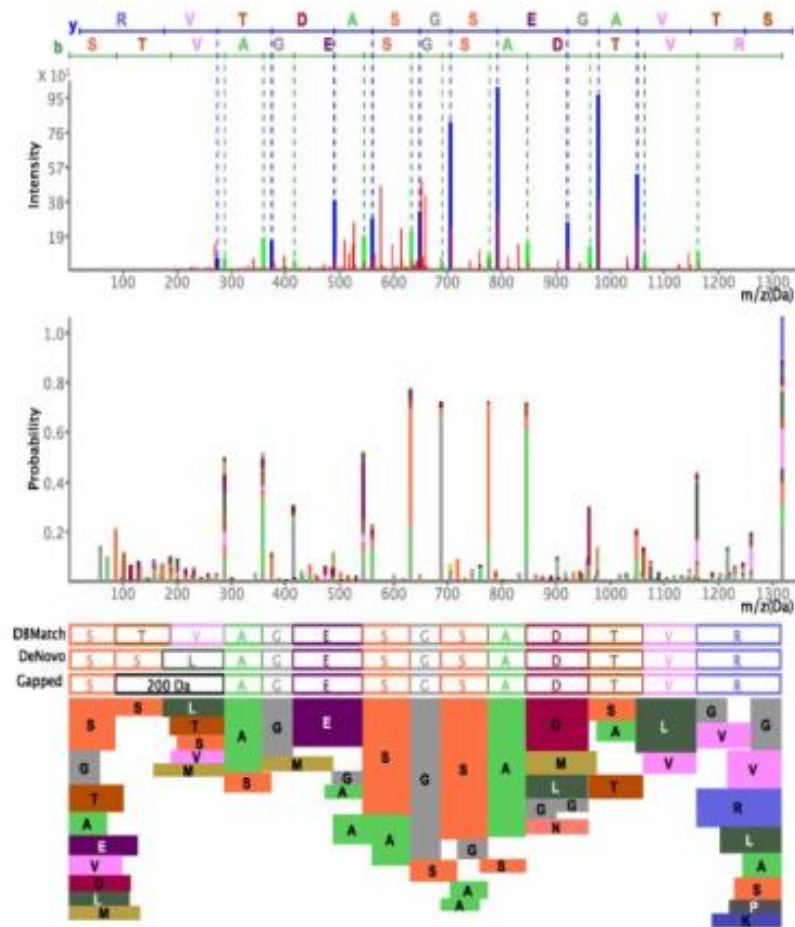 y R V T D A S G S E G A V T S
b S T V A G E S G S A D T V R
X 10⁵
95
76
57
38
19
Intensity
100 200 300 400 500 600 700 800 900 1000 1100 1200 1300
m/z(Da)
1.0
0.8
0.6
0.4
0.2
Probability
100 200 300 400 500 600 700 800 900 1000 1100 1200 1300
m/z(Da)
DBMatch S T V A G E S G S A D T V R
DeNovo S S L A G E S G S A D T V R
Gapped S 200 Da A G E S G S A D T V R
S S L A G E S G S A D S L G G
G T S V M S M G A A A G A M L G G N T A V V V
T R
A L
E A
V S
D P
L K
M